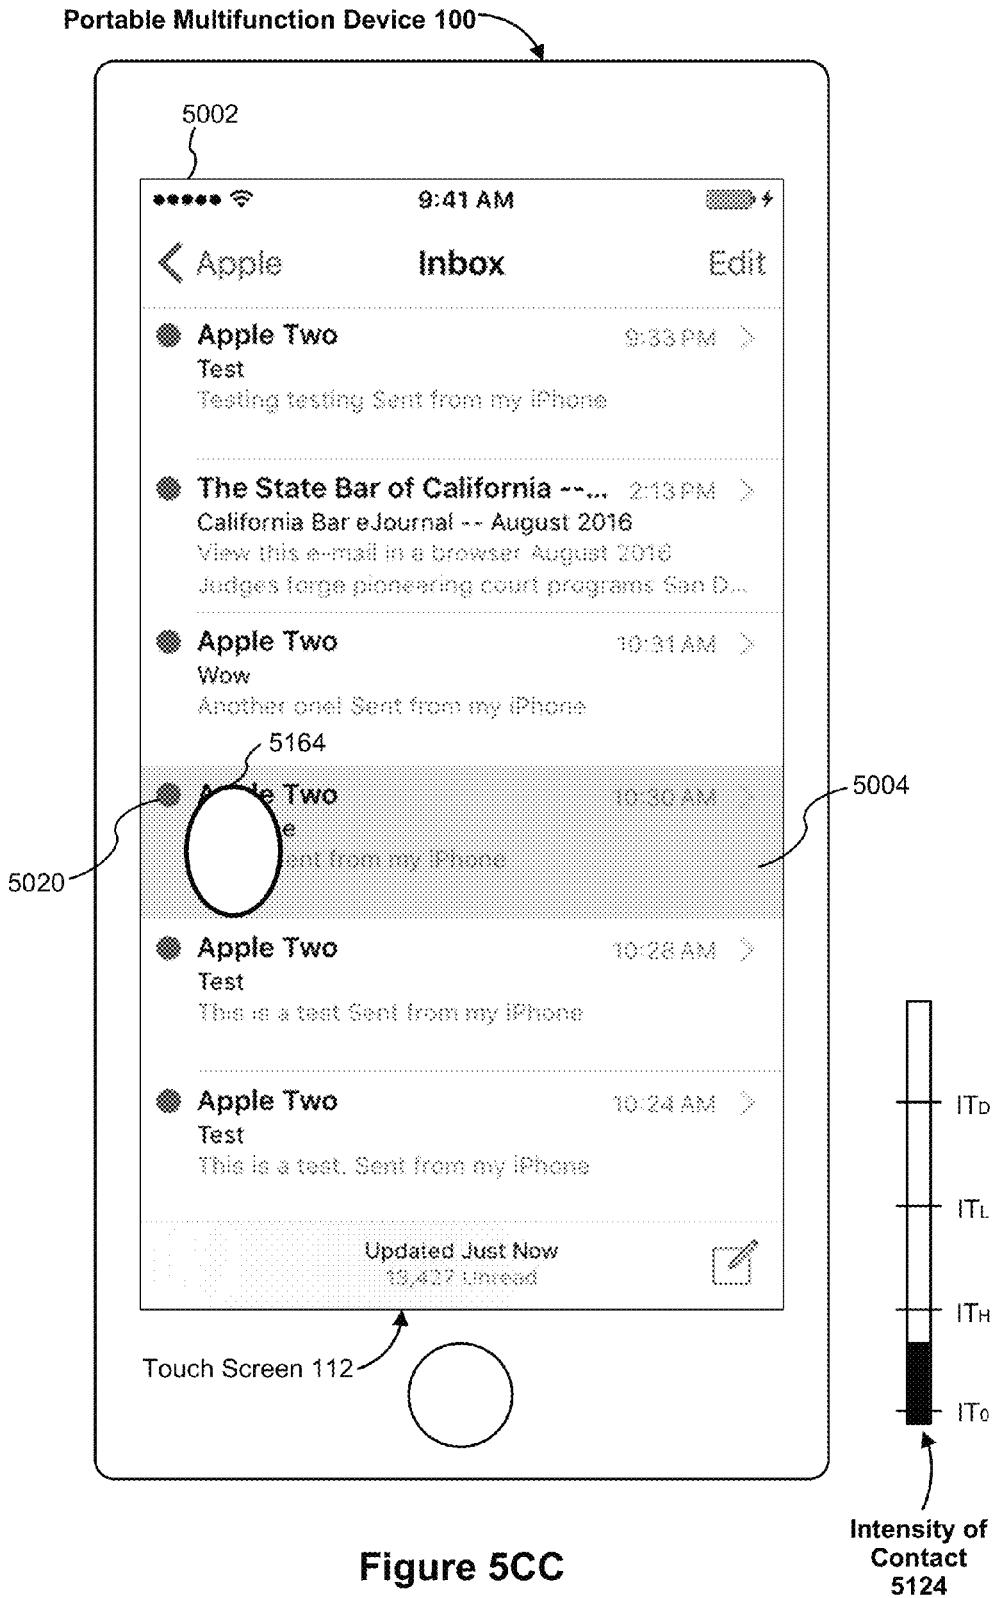 Portable Multifunction Device 100
5002
9:41 AM
Apple Inbox Edit
Apple Two 9:33 PM
Test
Testing testing Sent from my iPhone
The State Bar of California --... 2:13 PM
California Bar eJournal -- August 2016
View this e-mail in a browser August 2016
Judges forge pioneering court programs San D...
Apple Two 10:31 AM
Wow
Another one! Sent from my iPhone
5164
Two 10:30 AM
5004
e
ent from my iPhone
5020
Apple Two 10:28 AM
Test
This is a test Sent from my iPhone
Apple Two 10:24 AM
Test
This is a test. Sent from my iPhone
ITD
ITL
ITH
IT0
Updated Just Now
13,427 Unread
Touch Screen 112
Intensity of
Contact
5124
Figure 5CC